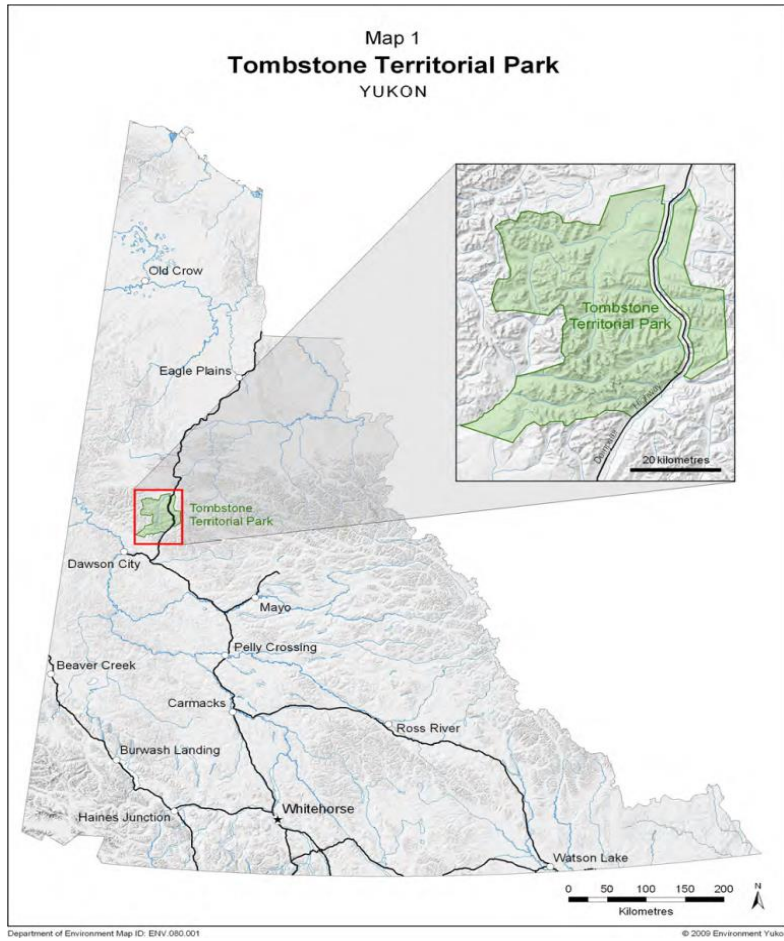 Map 1
Tombstone Territorial Park
YUKON
Old Crow
Tombstone
Territorial Park
Eagle Plains
20 kilometres
Tombstone
Territorial Park
Dawson City
Mayo
Pelly Crossing
Beaver Creek
Carmacks
Ross River
Burwash Landing
Haines Junction
Whitehorse
Watson Lake
0 50 100 150 200
Kilometres
N
Department of Environment Map ID: ENV.080.001
© 2009 Environment Yuko